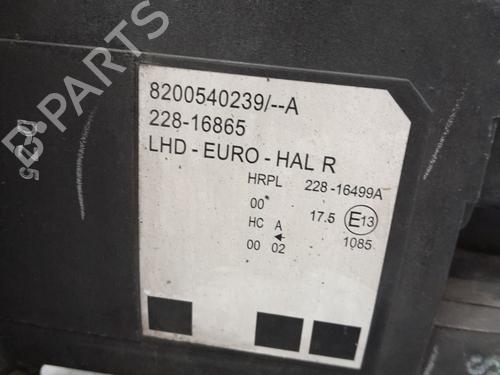 8200540239/--A
228-16865
LHD - EURO - HAL R
HRPL 228-16499A
00 17.5 E13
HC A
00 02 1085
B-PARTS